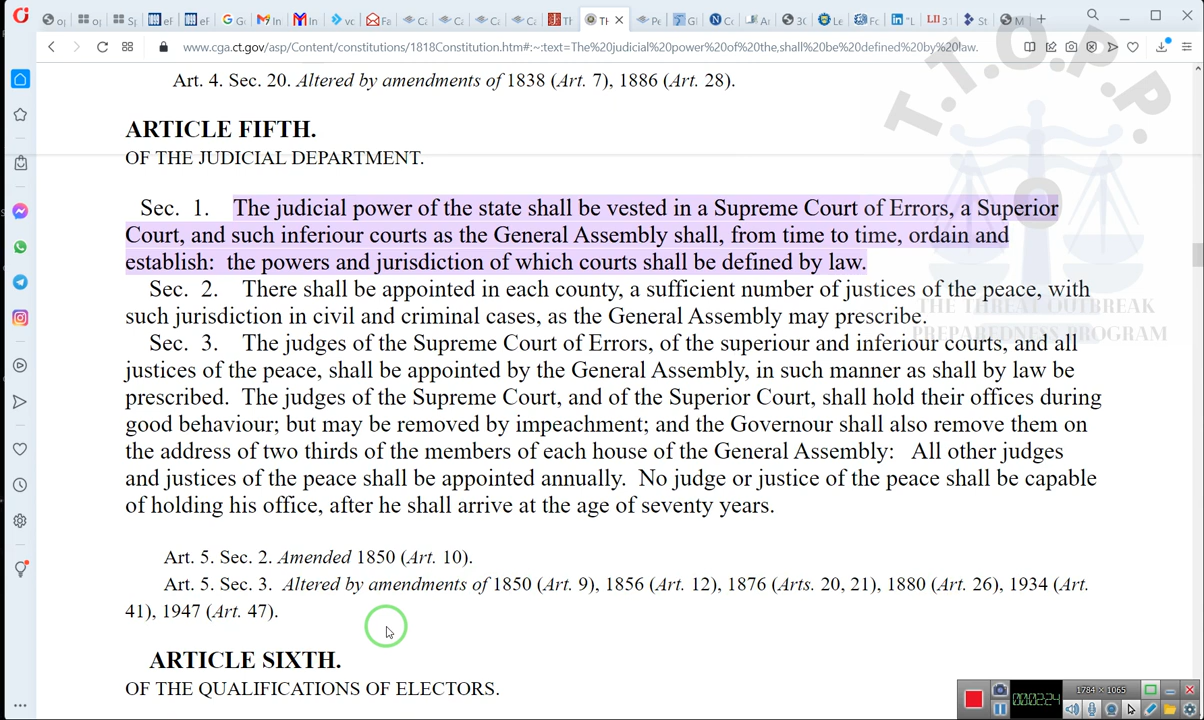 www.cga.ct.gov/asp/Content/constitutions/1818Constitution.htm#:~:text=The%20judicial%20power%20of%20the,shall%20be%20defined%20by%20law.
Art. 4. Sec. 20. Altered by amendments of 1838 (Art. 7), 1886 (Art. 28).
T.T.O.P.P.
ARTICLE FIFTH.
OF THE JUDICIAL DEPARTMENT.
Sec. 1. The judicial power of the state shall be vested in a Supreme Court of Errors, a Superior
Court, and such inferiour courts as the General Assembly shall, from time to time, ordain and
establish: the powers and jurisdiction of which courts shall be defined by law.
Sec. 2. There shall be appointed in each county, a sufficient number of justices of the peace, with
such jurisdiction in civil and criminal cases, as the General Assembly may prescribe.
THE THREAT OUTBREAK
PREPAREDNESS PROGRAM
Sec. 3. The judges of the Supreme Court of Errors, of the superiour and inferiour courts, and all
justices of the peace, shall be appointed by the General Assembly, in such manner as shall by law be
prescribed. The judges of the Supreme Court, and of the Superior Court, shall hold their offices during
good behaviour; but may be removed by impeachment; and the Governour shall also remove them on
the address of two thirds of the members of each house of the General Assembly: All other judges
and justices of the peace shall be appointed annually. No judge or justice of the peace shall be capable
of holding his office, after he shall arrive at the age of seventy years.
Art. 5. Sec. 2. Amended 1850 (Art. 10).
Art. 5. Sec. 3. Altered by amendments of 1850 (Art. 9), 1856 (Art. 12), 1876 (Arts. 20, 21), 1880 (Art. 26), 1934 (Art.
41), 1947 (Art. 47).
ARTICLE SIXTH.
OF THE QUALIFICATIONS OF ELECTORS.
00:02:24
1784 × 1065